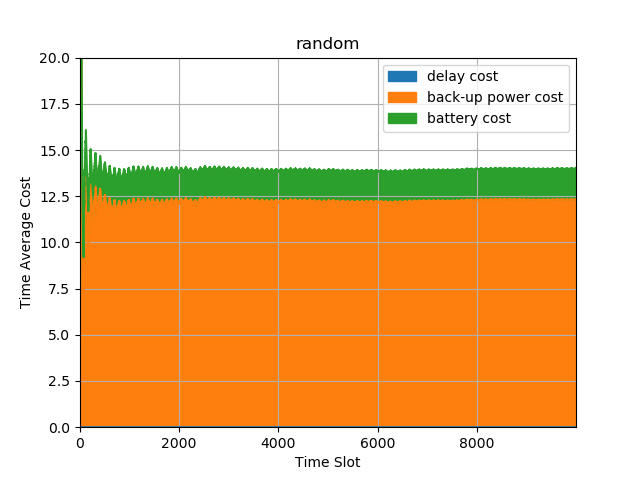 random
20.0
17.5
15.0
12.5
10.0
7.5
5.0
2.5
0.0
Time Average Cost
delay cost
back-up power cost
battery cost
0 2000 4000 6000 8000
Time Slot